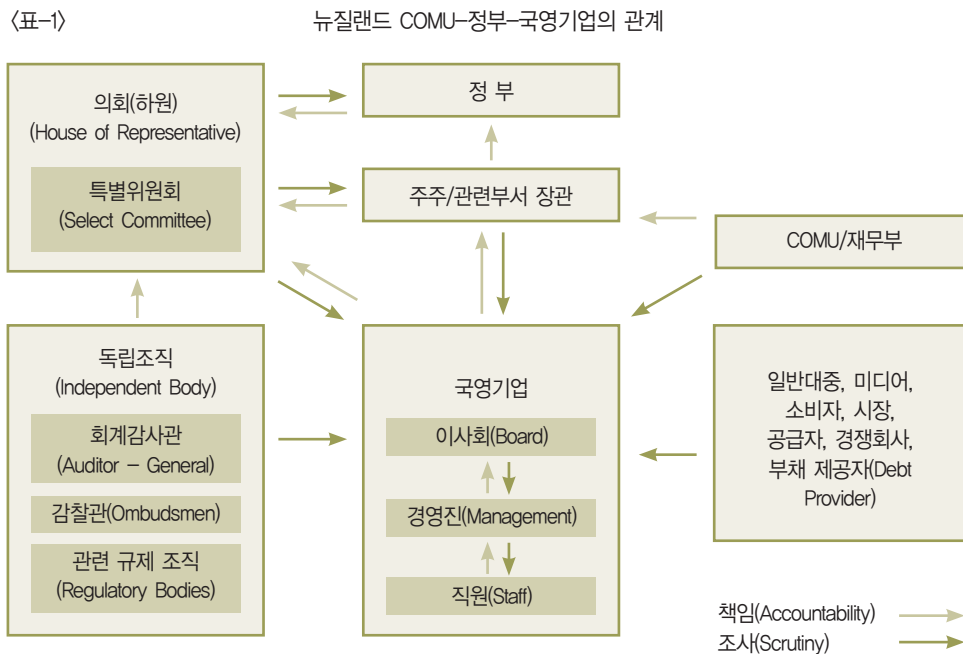 〈표-1〉
뉴질랜드 COMU-정부-국영기업의 관계
의회(하원)
(House of Representative)
특별위원회
(Select Committee)
정 부
주주/관련부서 장관
COMU/재무부
독립조직
(Independent Body)
회계감사관
(Auditor - General)
감찰관(Ombudsmen)
관련 규제 조직
(Regulatory Bodies)
국영기업
이사회(Board)
경영진(Management)
직원(Staff)
일반대중, 미디어,
소비자, 시장,
공급자, 경쟁회사,
부채 제공자(Debt
Provider)
책임(Accountability)
조사(Scrutiny)